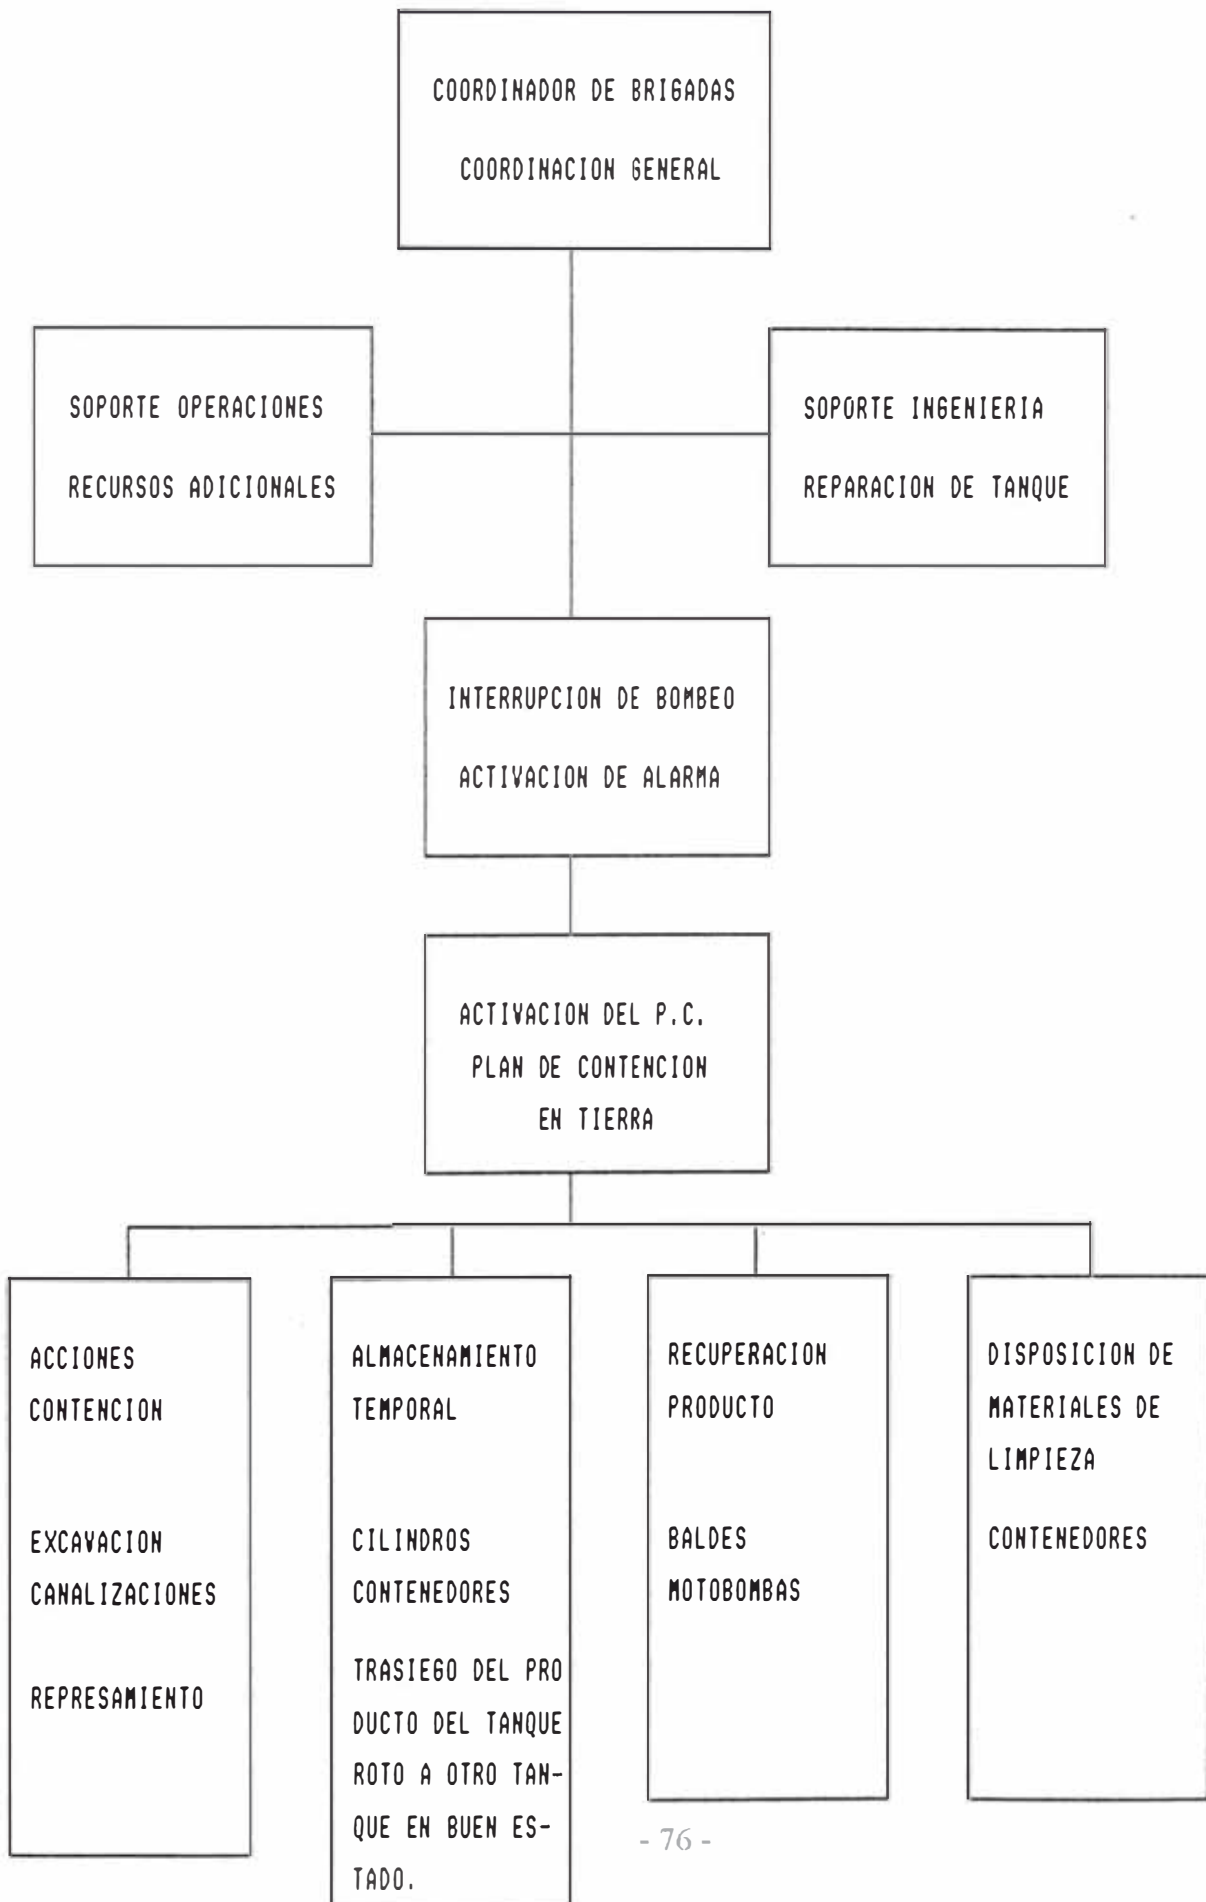 COORDINADOR DE BRIGADAS
COORDINACION GENERAL
SOPORTE OPERACIONES
RECURSOS ADICIONALES
SOPORTE INGENIERIA
REPARACION DE TANQUE
INTERRUPCION DE BOMBEO
ACTIVACION DE ALARMA
ACTIVACION DEL P.C.
PLAN DE CONTENCION
EN TIERRA
ACCIONES
CONTENCION
EXCAVACION
CANALIZACIONES
REPRESAMIENTO
ALMACENAMIENTO
TEMPORAL
CILINDROS
CONTENEDORES
TRASIEGO DEL PRO
DUCTO DEL TANQUE
ROTO A OTRO TAN-
QUE EN BUEN ES-
TADO.
RECUPERACION
PRODUCTO
BALDES
MOTOBOMBAS
DISPOSICION DE
MATERIALES DE
LIMPIEZA
CONTENEDORES
- 76 -